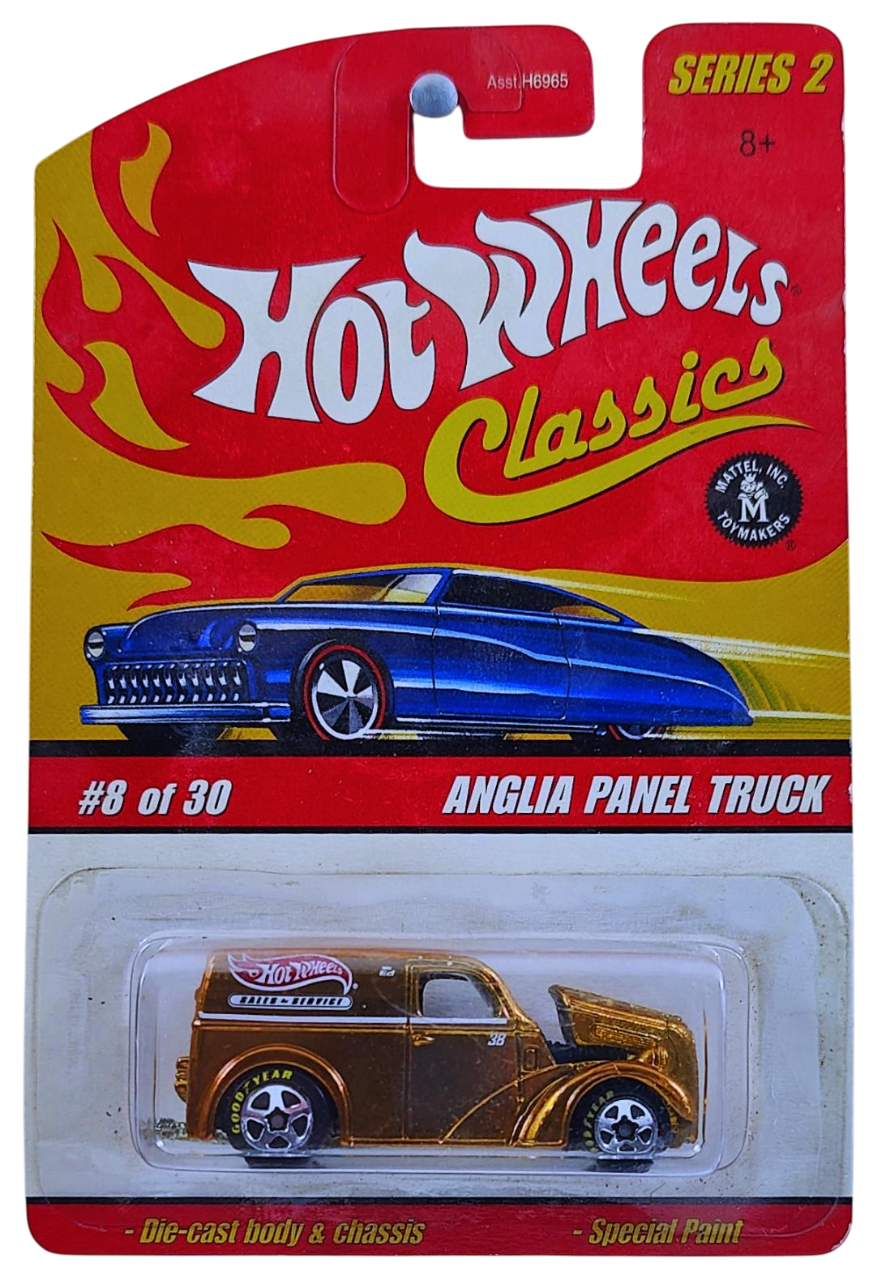 Asst.H6965
SERIES 2
8+
Hot Wheels
®
Classics
MATTEL, INC.
M
TOYMAKERS
®
#8 of 30
ANGLIA PANEL TRUCK
Hot Wheels
SALES & SERVICE
38
GOODYEAR
- Die-cast body & chassis
- Special Paint